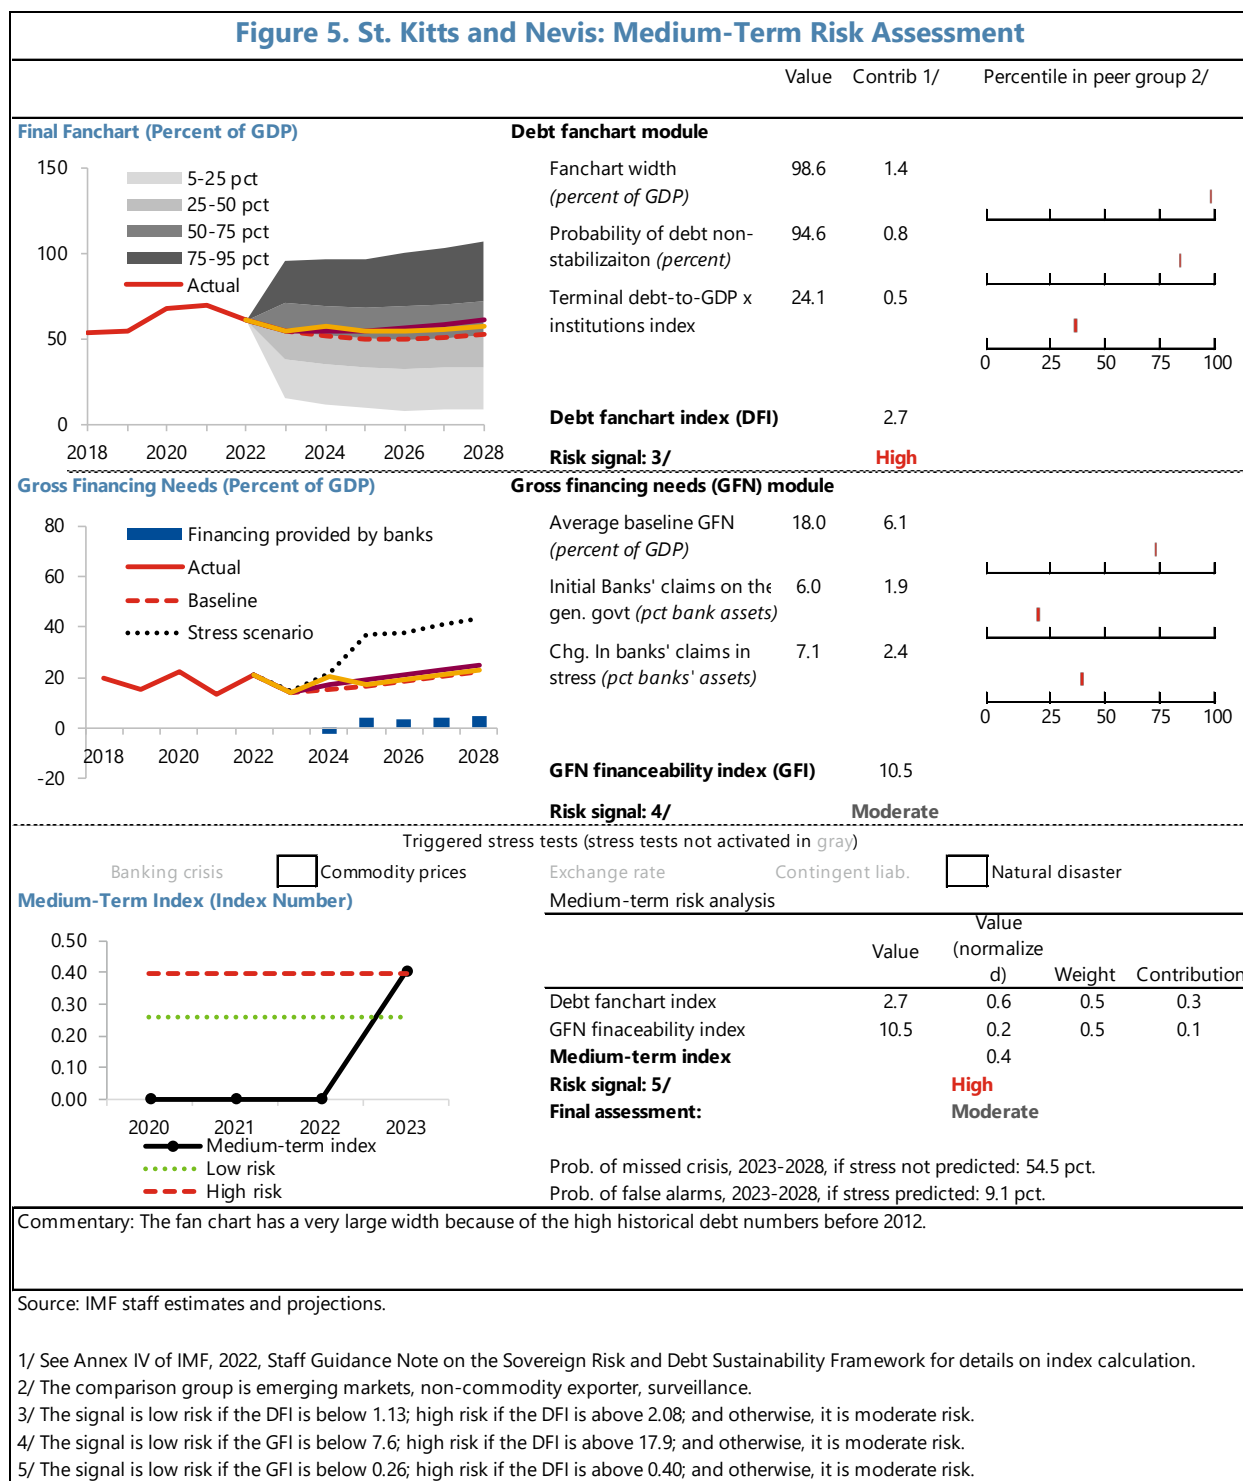 Figure 5. St. Kitts and Nevis: Medium-Term Risk Assessment
Value Contrib 1/ Percentile in peer group 2/
Final Fanchart (Percent of GDP)
150
100
50
0
5-25 pct
25-50 pct
50-75 pct
75-95 pct
Actual
2018 2020 2022 2024 2026 2028
Debt fanchart module
Fanchart width 98.6 1.4
(percent of GDP)
Probability of debt non- 94.6 0.8
stabilizaiton (percent)
Terminal debt-to-GDP x 24.1 0.5
institutions index
0 25 50 75 100
Debt fanchart index (DFI) 2.7
Risk signal: 3/ High
Gross Financing Needs (Percent of GDP)
80
60
40
20
0
-20
Financing provided by banks
Actual
Baseline
Stress scenario
2018 2020 2022 2024 2026 2028
Gross financing needs (GFN) module
Average baseline GFN 18.0 6.1
(percent of GDP)
Initial Banks' claims on the 6.0 1.9
gen. govt (pct bank assets)
Chg. In banks' claims in 7.1 2.4
stress (pct banks' assets)
0 25 50 75 100
GFN financeability index (GFI) 10.5
Risk signal: 4/ Moderate
Triggered stress tests (stress tests not activated in gray)
Banking crisis Commodity prices Exchange rate Contingent liab. Natural disaster
Medium-Term Index (Index Number)
0.50
0.40
0.30
0.20
0.10
0.00
2020 2021 2022 2023
Medium-term index
Low risk
High risk
Medium-term risk analysis
Value
Value (normalize
d) Weight Contribution
Debt fanchart index 2.7 0.6 0.5 0.3
GFN finaceability index 10.5 0.2 0.5 0.1
Medium-term index 0.4
Risk signal: 5/ High
Final assessment: Moderate
Prob. of missed crisis, 2023-2028, if stress not predicted: 54.5 pct.
Prob. of false alarms, 2023-2028, if stress predicted: 9.1 pct.
Commentary: The fan chart has a very large width because of the high historical debt numbers before 2012.
Source: IMF staff estimates and projections.
1/ See Annex IV of IMF, 2022, Staff Guidance Note on the Sovereign Risk and Debt Sustainability Framework for details on index calculation.
2/ The comparison group is emerging markets, non-commodity exporter, surveillance.
3/ The signal is low risk if the DFI is below 1.13; high risk if the DFI is above 2.08; and otherwise, it is moderate risk.
4/ The signal is low risk if the GFI is below 7.6; high risk if the DFI is above 17.9; and otherwise, it is moderate risk.
5/ The signal is low risk if the GFI is below 0.26; high risk if the DFI is above 0.40; and otherwise, it is moderate risk.